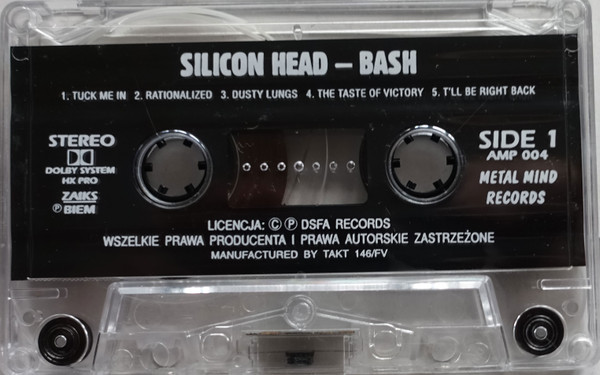 SILICON HEAD – BASH
1. TUCK ME IN 2. RATIONALIZED 3. DUSTY LUNGS 4. THE TASTE OF VICTORY 5. T'LL BE RIGHT BACK
STEREO
DOLBY SYSTEM
HX PRO
ZAIKS
Ⓟ BIEM
SIDE 1
AMP 004
METAL MIND
RECORDS
LICENCJA: © Ⓟ DSFA RECORDS
WSZELKIE PRAWA PRODUCENTA I PRAWA AUTORSKIE ZASTRZEŻONE
MANUFACTURED BY TAKT 146/FV